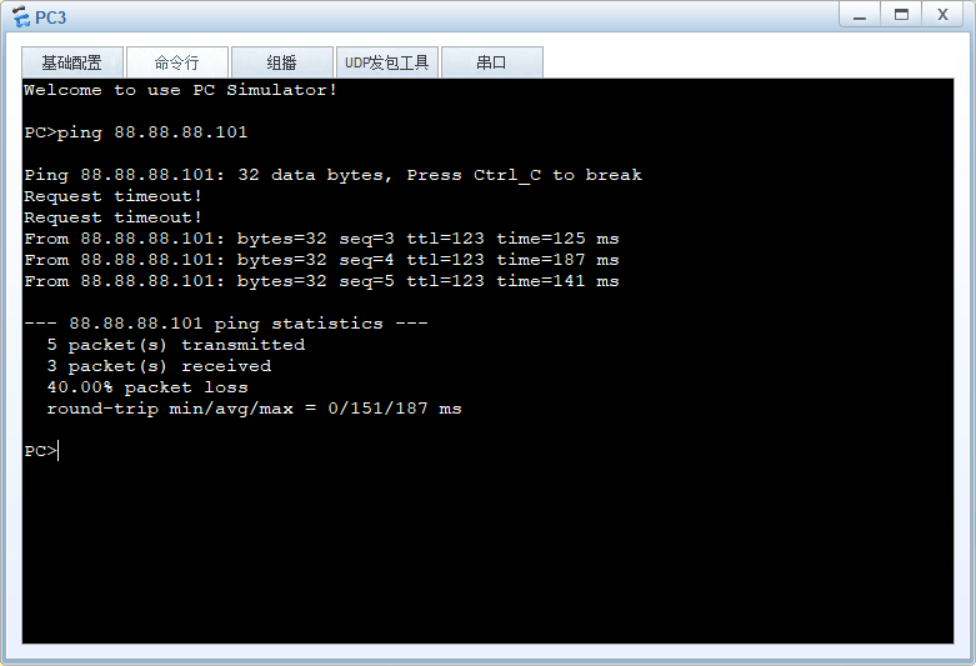 PC3
基础配置 命令行 组播 UDP发包工具 串口
Welcome to use PC Simulator!
PC>ping 88.88.88.101
Ping 88.88.88.101: 32 data bytes, Press Ctrl_C to break
Request timeout!
Request timeout!
From 88.88.88.101: bytes=32 seq=3 ttl=123 time=125 ms
From 88.88.88.101: bytes=32 seq=4 ttl=123 time=187 ms
From 88.88.88.101: bytes=32 seq=5 ttl=123 time=141 ms
--- 88.88.88.101 ping statistics ---
5 packet(s) transmitted
3 packet(s) received
40.00% packet loss
round-trip min/avg/max = 0/151/187 ms
PC>